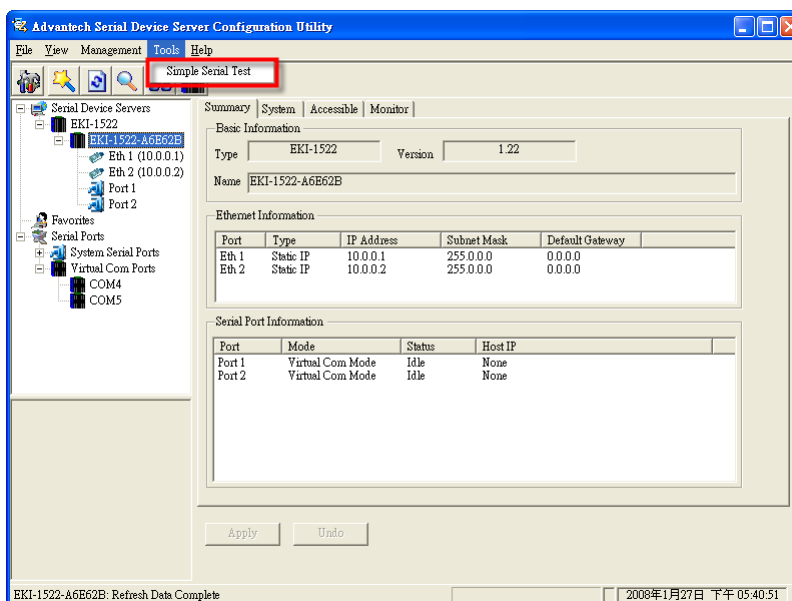 Advantech Serial Device Server Configuration Utility
File View Management Tools Help
Simple Serial Test
Serial Device Servers
EKI-1522
EKI-1522-A6E62B
Eth 1 (10.0.0.1)
Eth 2 (10.0.0.2)
Port 1
Port 2
Favorites
Serial Ports
System Serial Ports
Virtual Com Ports
COM4
COM5
Summary System Accessible Monitor
Basic Information
Type EKI-1522 Version 1.22
Name EKI-1522-A6E62B
Ethernet Information
Port Type IP Address Subnet Mask Default Gateway
Eth 1 Static IP 10.0.0.1 255.0.0.0 0.0.0.0
Eth 2 Static IP 10.0.0.2 255.0.0.0 0.0.0.0
Serial Port Information
Port Mode Status Host IP
Port 1 Virtual Com Mode Idle None
Port 2 Virtual Com Mode Idle None
Apply Undo
EKI-1522-A6E62B: Refresh Data Complete 2008年1月27日 下午 05:40:51